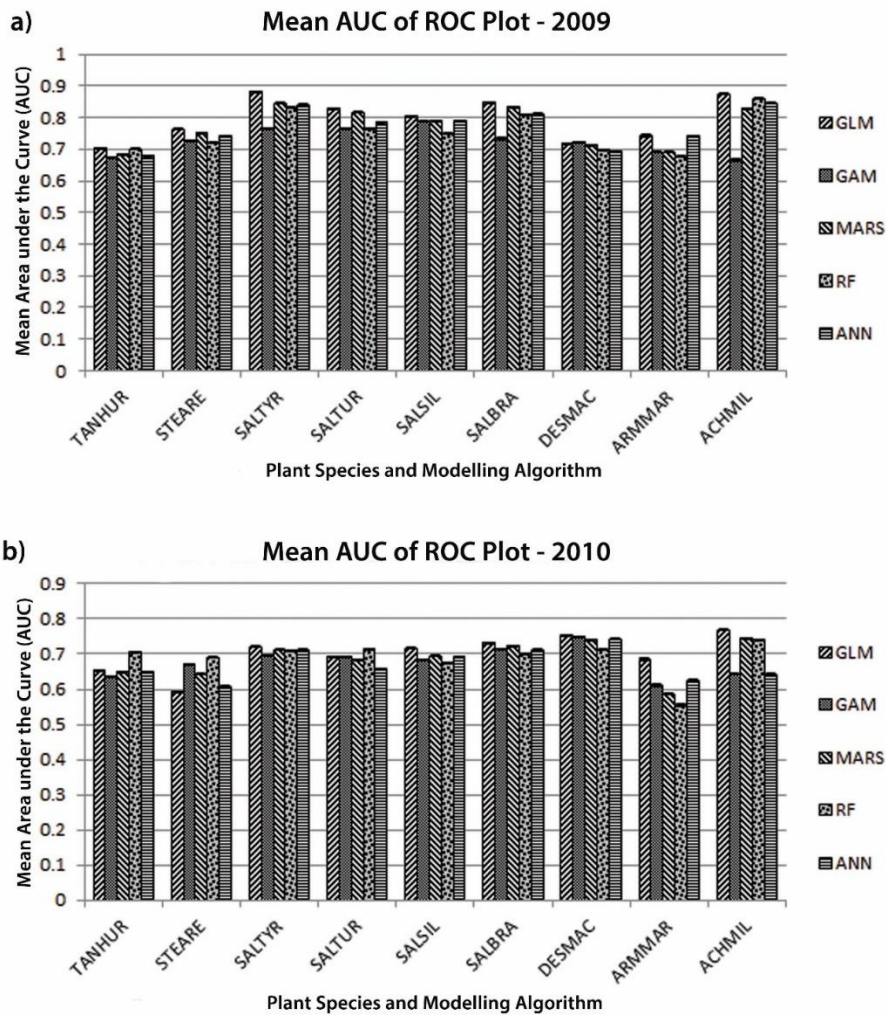 a)
Mean AUC of ROC Plot - 2009
Mean Area under the Curve (AUC)
1
0.9
0.8
0.7
0.6
0.5
0.4
0.3
0.2
0.1
0
TANHUR
STEARE
SALTYR
SALTUR
SALSIL
SALBRA
DESMAC
ARMMAR
ACHMIL
Plant Species and Modelling Algorithm
GLM
GAM
MARS
RF
ANN
b)
Mean AUC of ROC Plot - 2010
Mean Area under the Curve (AUC)
0.9
0.8
0.7
0.6
0.5
0.4
0.3
0.2
0.1
0
TANHUR
STEARE
SALTYR
SALTUR
SALSIL
SALBRA
DESMAC
ARMMAR
ACHMIL
Plant Species and Modelling Algorithm
GLM
GAM
MARS
RF
ANN